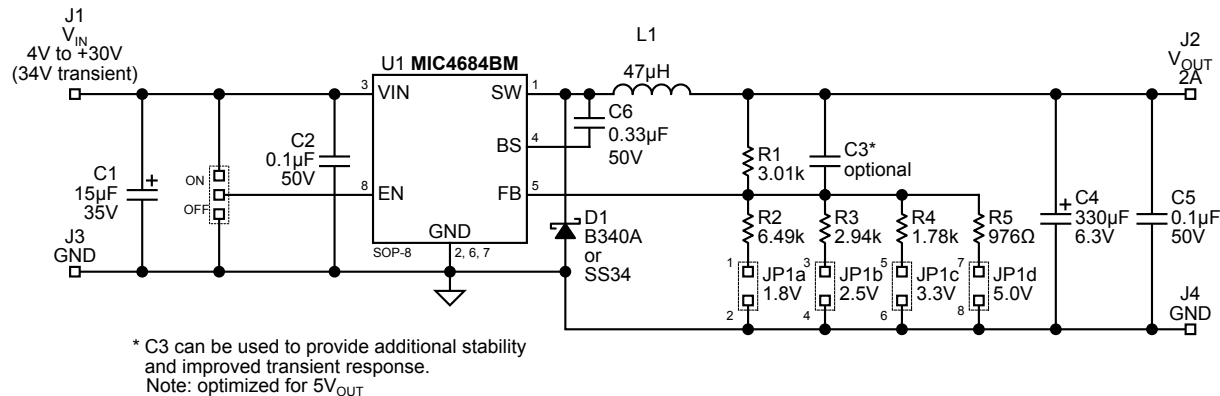 J1
VIN
4V to +30V
(34V transient)
U1 MIC4684BM
3
VIN
SW
1
BS
4
8
EN
FB
5
GND
SOP-8
2, 6, 7
C1
15µF
35V
+
ON
OFF
C2
0.1µF
50V
J3
GND
L1
47µH
C6
0.33µF
50V
D1
B340A
or
SS34
R1
3.01k
C3*
optional
R2
6.49k
R3
2.94k
R4
1.78k
R5
976Ω
1
JP1a
1.8V
2
3
JP1b
2.5V
4
5
JP1c
3.3V
6
7
JP1d
5.0V
8
+
C4
330µF
6.3V
C5
0.1µF
50V
J2
VOUT
2A
J4
GND
* C3 can be used to provide additional stability
and improved transient response.
Note: optimized for 5VOUT